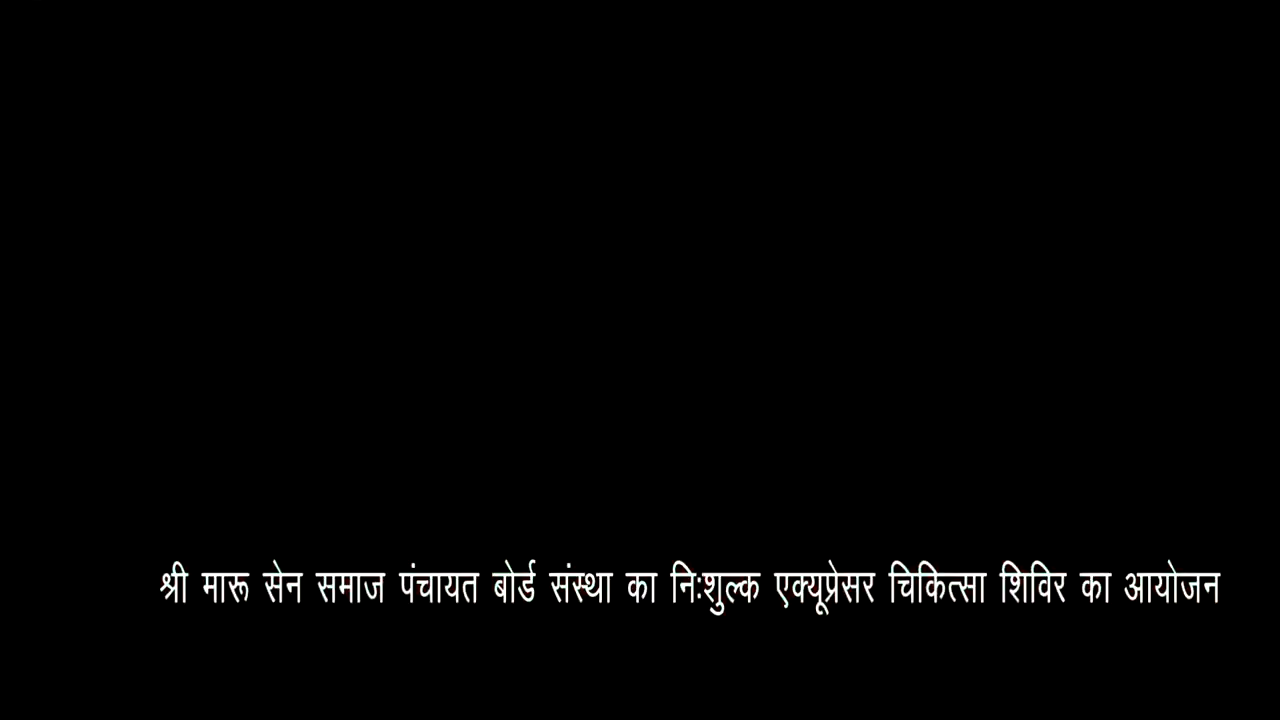 श्री मारू सेन समाज पंचायत बोर्ड संस्था का निःशुल्क एक्यूप्रेसर चिकित्सा शिविर का आयोजन